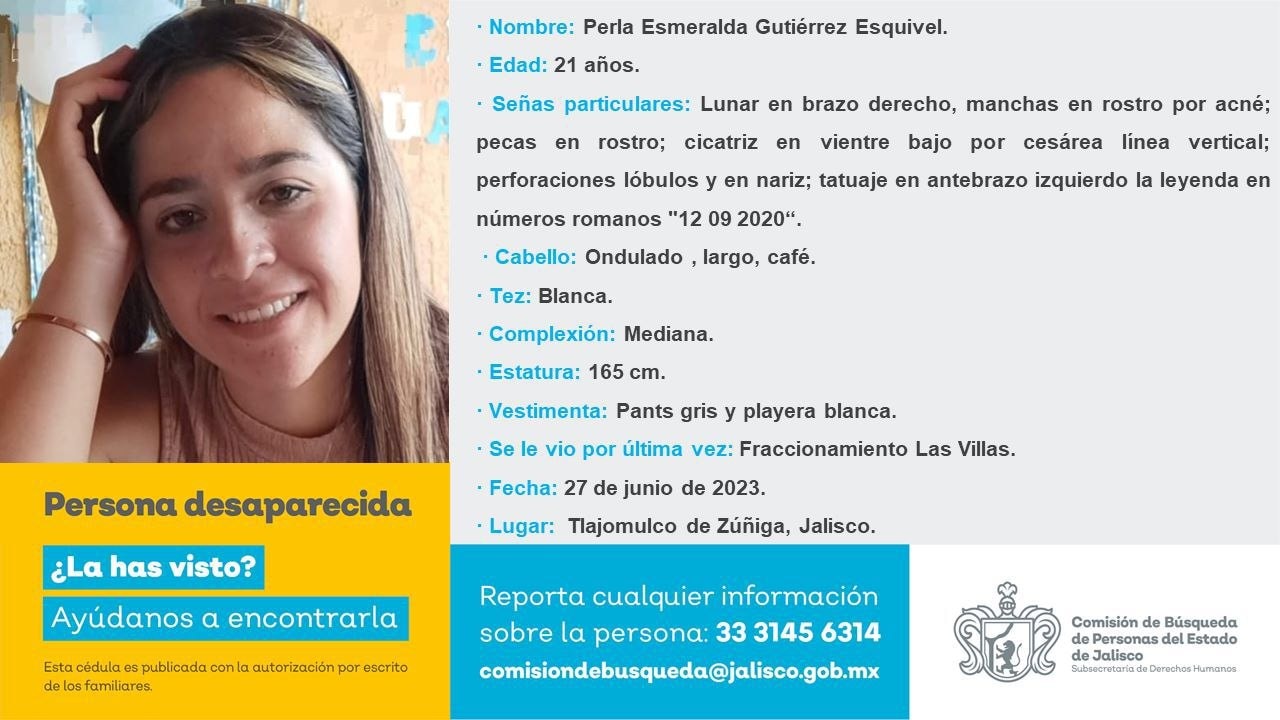 · Nombre: Perla Esmeralda Gutiérrez Esquivel.
· Edad: 21 años.
· Señas particulares: Lunar en brazo derecho, manchas en rostro por acné;
pecas en rostro; cicatriz en vientre bajo por cesárea línea vertical;
perforaciones lóbulos y en nariz; tatuaje en antebrazo izquierdo la leyenda en
números romanos "12 09 2020“.
· Cabello: Ondulado , largo, café.
· Tez: Blanca.
· Complexión: Mediana.
· Estatura: 165 cm.
· Vestimenta: Pants gris y playera blanca.
· Se le vio por última vez: Fraccionamiento Las Villas.
· Fecha: 27 de junio de 2023.
· Lugar: Tlajomulco de Zúñiga, Jalisco.
Persona desaparecida
¿La has visto?
Ayúdanos a encontrarla
Esta cédula es publicada con la autorización por escrito
de los familiares.
Reporta cualquier información
sobre la persona: 33 3145 6314
comisiondebusqueda@jalisco.gob.mx
Comisión de Búsqueda
de Personas del Estado
de Jalisco
Subsecretaría de Derechos Humanos